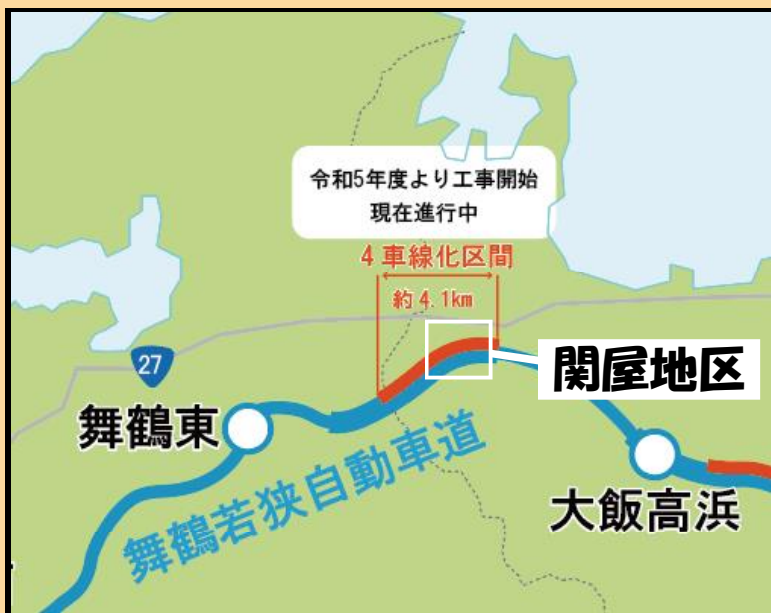 令和5年度より工事開始
現在進行中
4車線化区間
約4.1km
27
関屋地区
舞鶴東
舞鶴若狭自動車道
大飯高浜